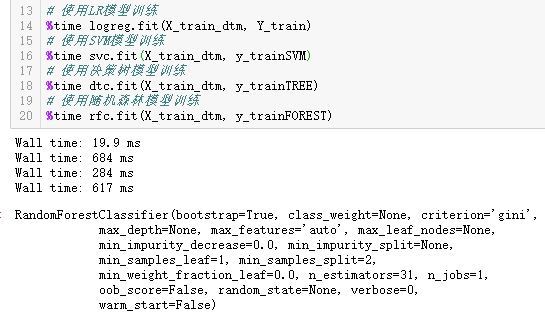 13 # 使用LR模型训练
14 %time logreg.fit(X_train_dtm, Y_train)
15 # 使用SVM模型训练
16 %time svc.fit(X_train_dtm, y_trainSVM)
17 # 使用决策树模型训练
18 %time dtc.fit(X_train_dtm, y_trainTREE)
19 # 使用随机森林模型训练
20 %time rfc.fit(X_train_dtm, y_trainFOREST)
Wall time: 19.9 ms
Wall time: 684 ms
Wall time: 284 ms
Wall time: 617 ms
RandomForestClassifier(bootstrap=True, class_weight=None, criterion='gini',
max_depth=None, max_features='auto', max_leaf_nodes=None,
min_impurity_decrease=0.0, min_impurity_split=None,
min_samples_leaf=1, min_samples_split=2,
min_weight_fraction_leaf=0.0, n_estimators=31, n_jobs=1,
oob_score=False, random_state=None, verbose=0,
warm_start=False)